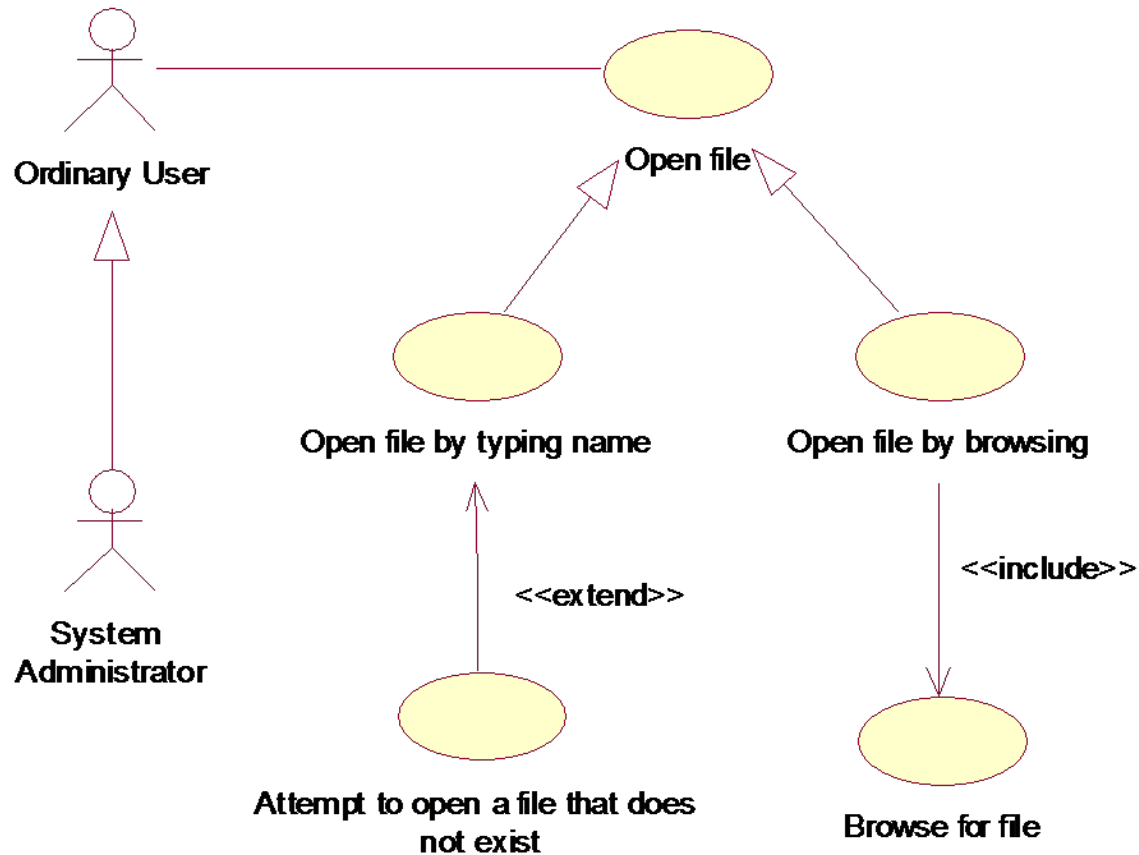 Ordinary User
Open file
Open file by typing name
Open file by browsing
<<extend>>
<<include>>
System
Administrator
Attempt to open a file that does
not exist
Browse for file